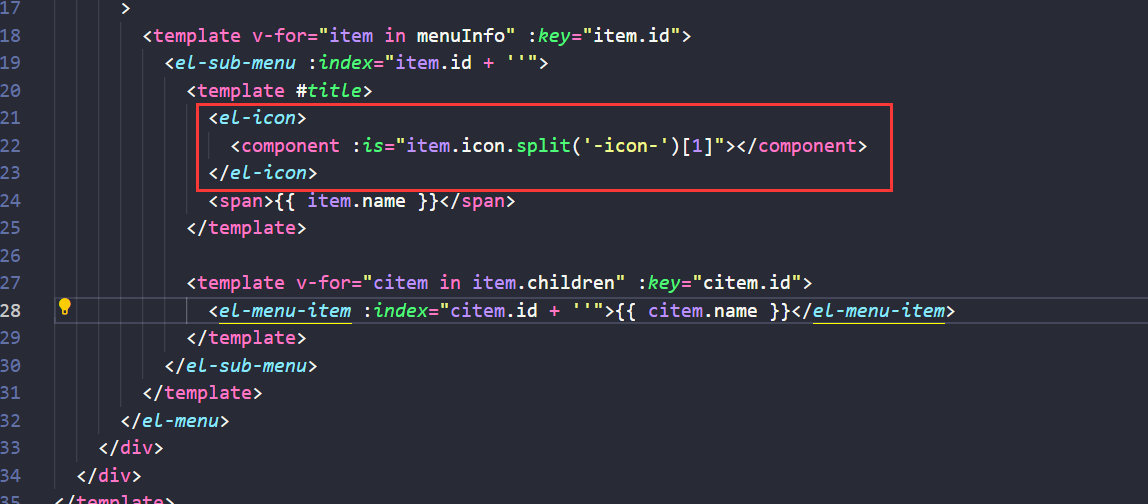 17 >
18 <template v-for="item in menuInfo" :key="item.id">
19 <el-sub-menu :index="item.id + ''">
20 <template #title>
21 <el-icon>
22 <component :is="item.icon.split('-icon-')[1]"></component>
23 </el-icon>
24 <span>{{ item.name }}</span>
25 </template>
26
27 <template v-for="citem in item.children" :key="citem.id">
28 <el-menu-item :index="citem.id + ''">{{ citem.name }}</el-menu-item>
29 </template>
30 </el-sub-menu>
31 </template>
32 </el-menu>
33 </div>
34 </div>
35 </template>